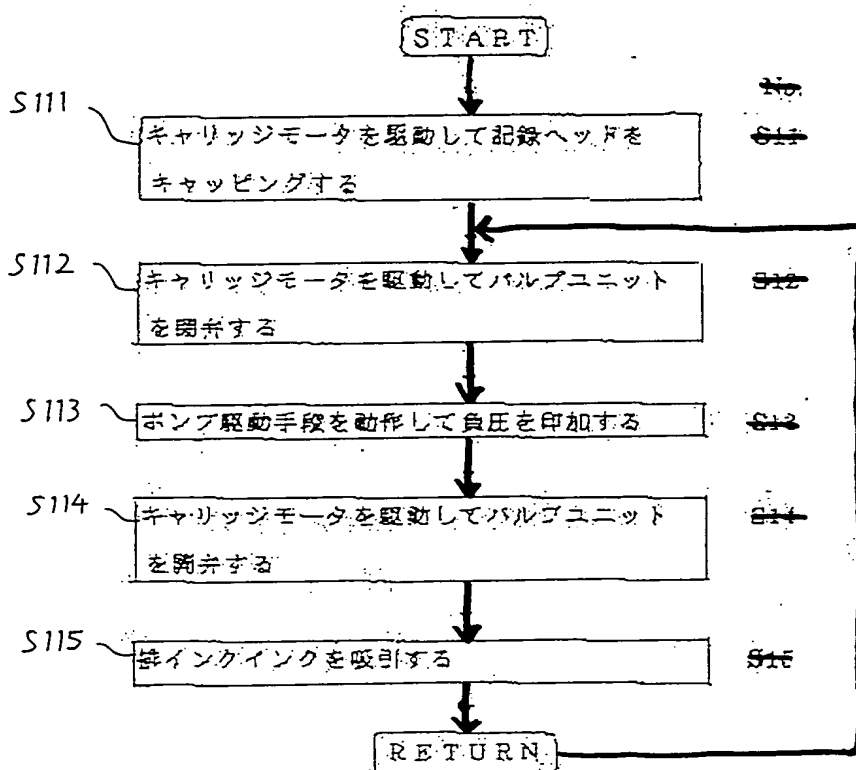 START
No.
S111
キャリッジモータを駆動して記録ヘッドを
S11
キャッピングする
S112
キャリッジモータを駆動してバルブユニット
S12
を閉弁する
S113
ポンプ駆動手段を動作して負圧を印加する
S13
S114
キャリッジモータを駆動してバルブユニット
S14
を開弁する
S115
排インクインクを吸引する
S15
RETURN